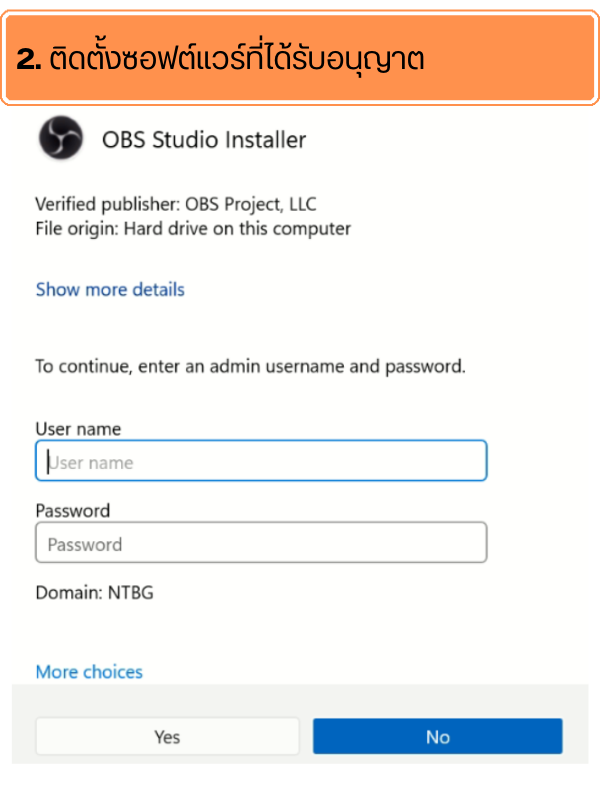 2. ติดตั้งซอฟต์แวร์ที่ได้รับอนุญาต
OBS Studio Installer
Verified publisher: OBS Project, LLC
File origin: Hard drive on this computer
Show more details
To continue, enter an admin username and password.
User name
User name
Password
Password
Domain: NTBG
More choices
Yes
No